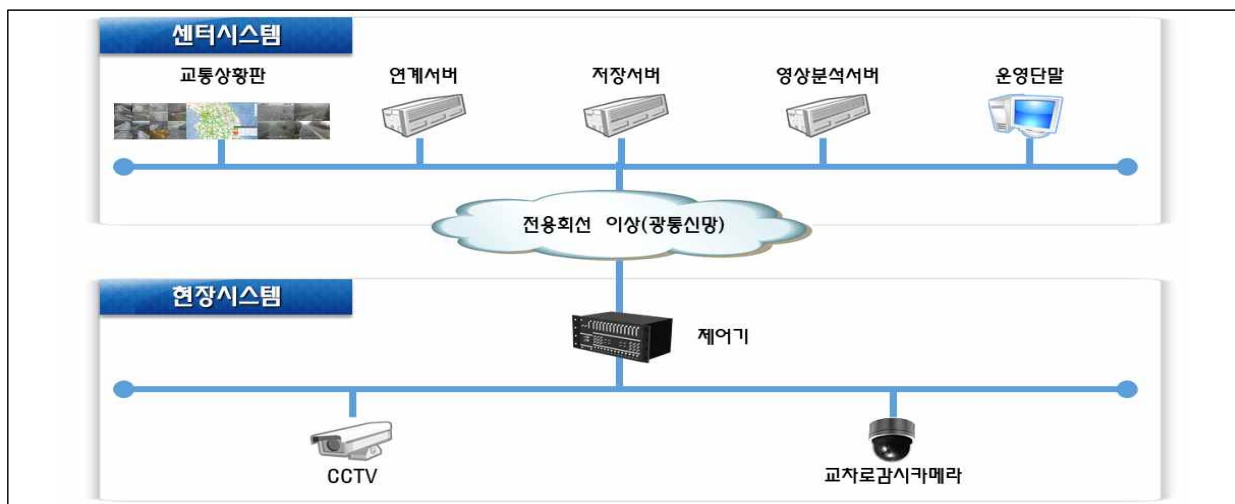 센터시스템
교통상황판
연계서버
저장서버
영상분석서버
운영단말
전용회선 이상(광통신망)
현장시스템
제어기
CCTV
교차로감시카메라